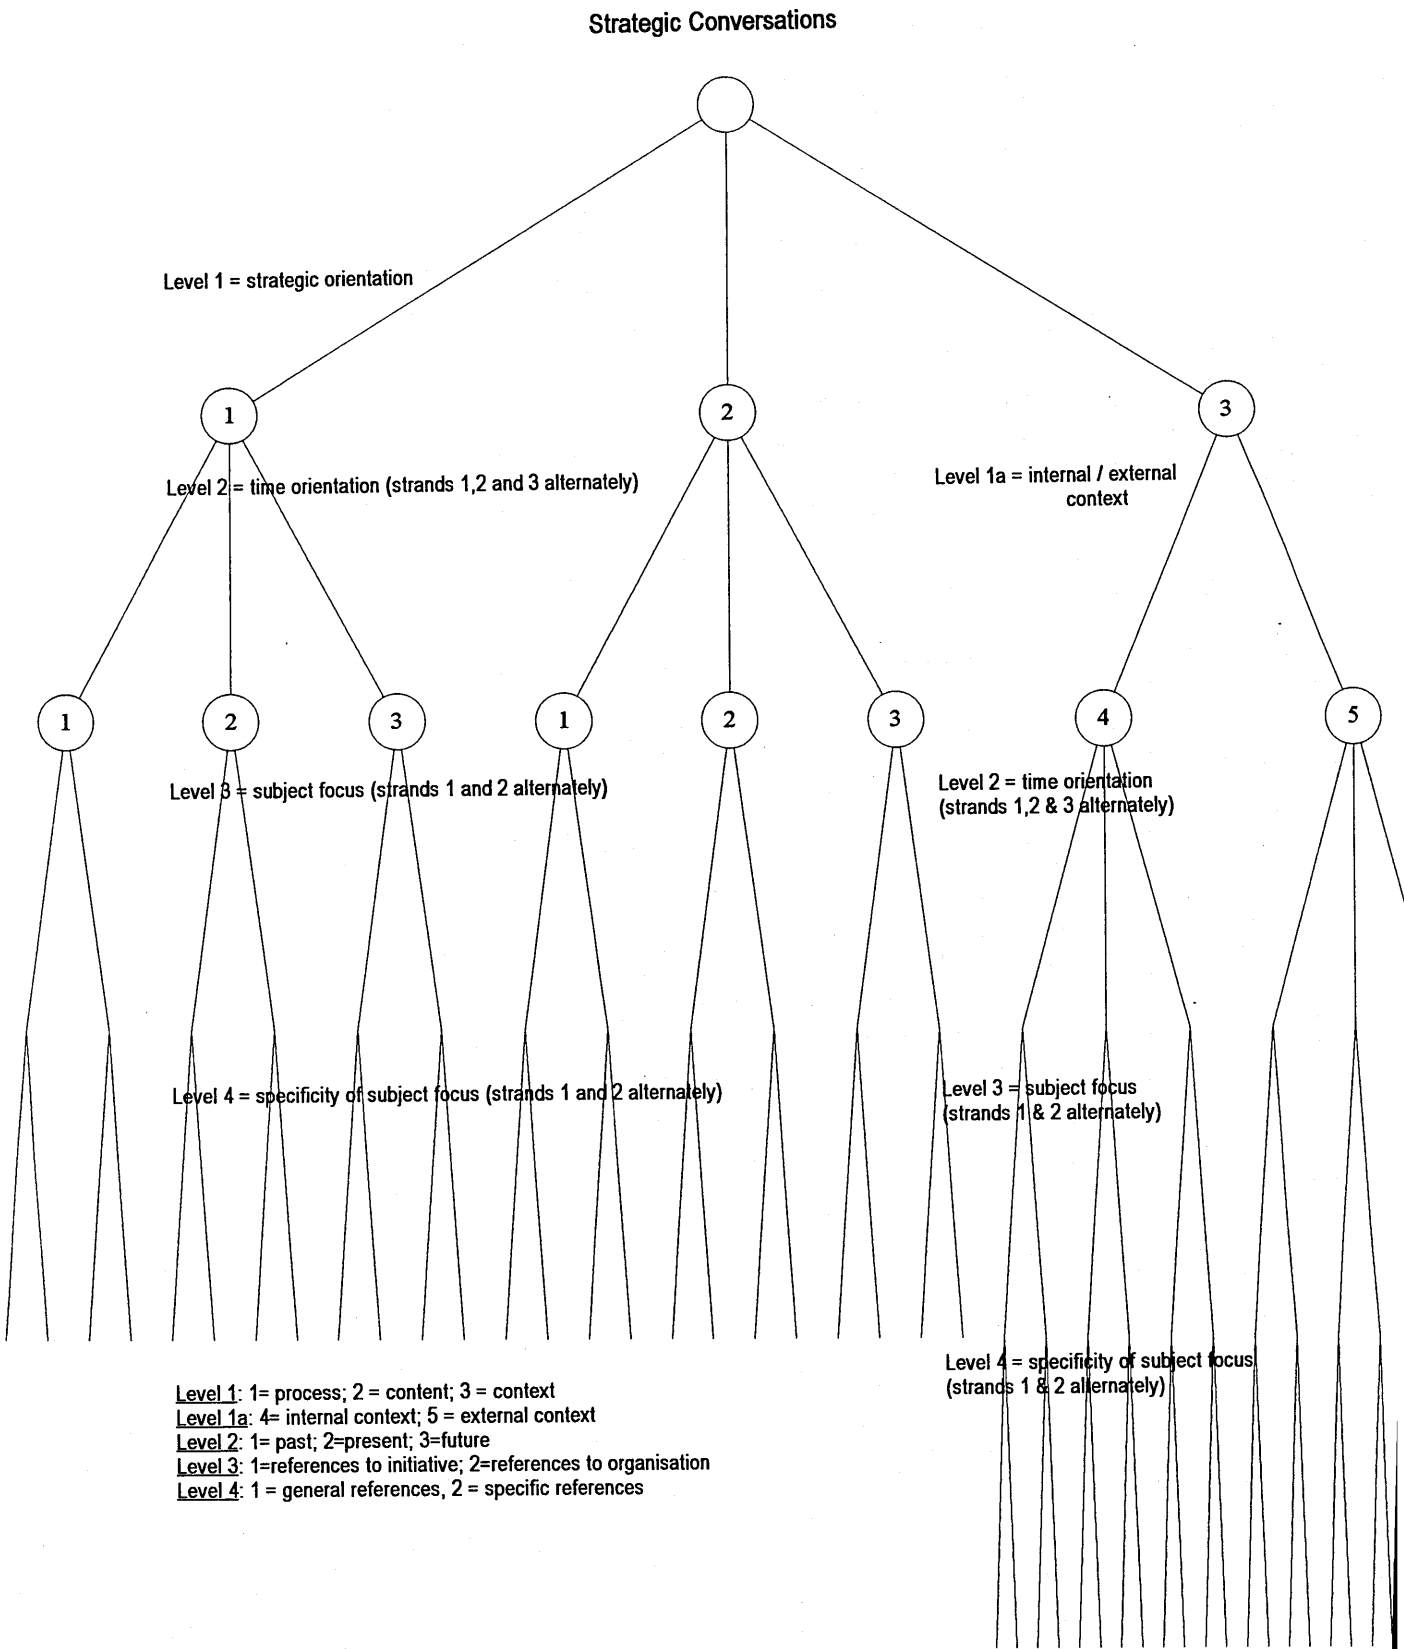 Strategic Conversations
Level 1 = strategic orientation
1
2
3
Level 2 = time orientation (strands 1,2 and 3 alternately)
Level 1a = internal / external
context
1
2
3
1
2
3
4
5
Level 3 = subject focus (strands 1 and 2 alternately)
Level 2 = time orientation
(strands 1,2 & 3 alternately)
Level 4 = specificity of subject focus (strands 1 and 2 alternately)
Level 3 = subject focus
(strands 1 & 2 alternately)
Level 4 = specificity of subject focus
(strands 1 & 2 alternately)
Level 1: 1= process; 2 = content; 3 = context
Level 1a: 4= internal context; 5 = external context
Level 2: 1= past; 2=present; 3=future
Level 3: 1=references to initiative; 2=references to organisation
Level 4: 1 = general references, 2 = specific references